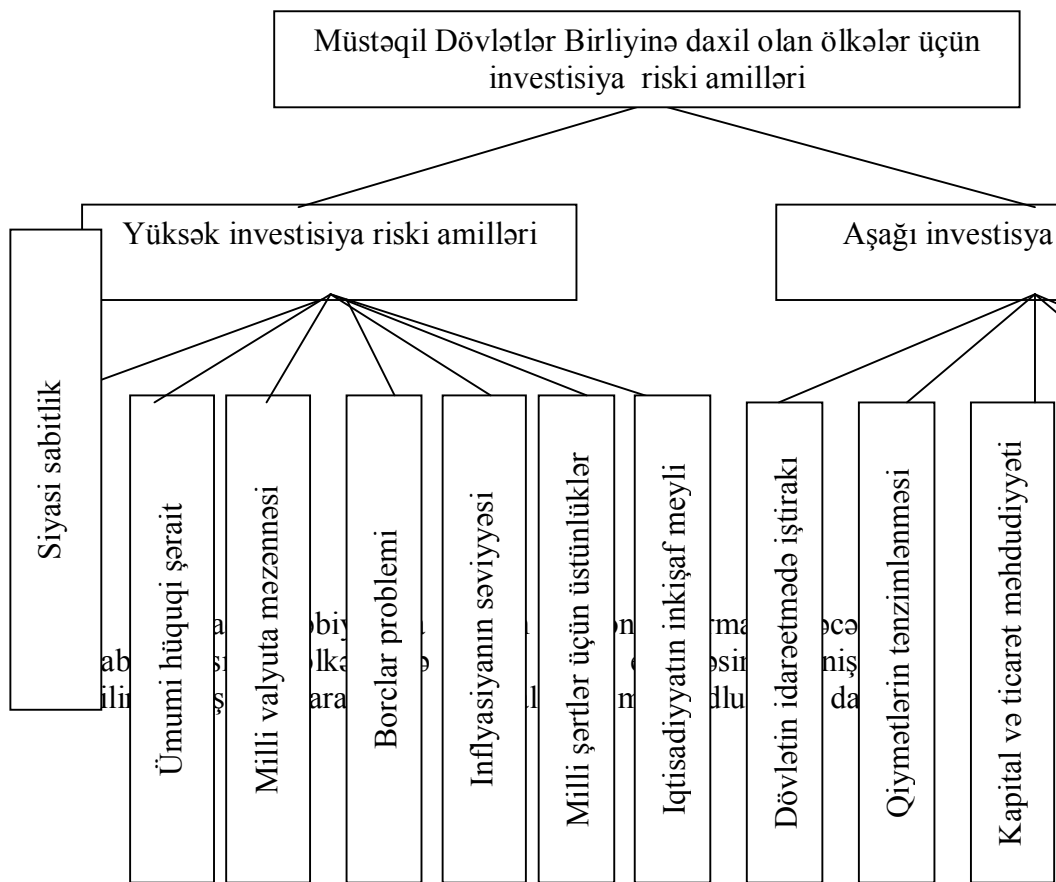 Müstəqil Dövlətlər Birliyinə daxil olan ölkələr üçün
investisiya riski amilləri
Yüksək investisiya riski amilləri
Aşağı investisya
Siyasi sabitlik
Ümumi hüquqi şərait
Milli valyuta məzənnəsi
Borclar problemi
Inflyasiyanın səviyyəsi
Milli şərtlər üçün üstünlüklər
Iqtisadiyyatın inkişaf meyli
Dövlətin idarəetmədə iştirakı
Qiymətlərin tənzimlənməsi
Kapital və ticarət məhdudiyyəti